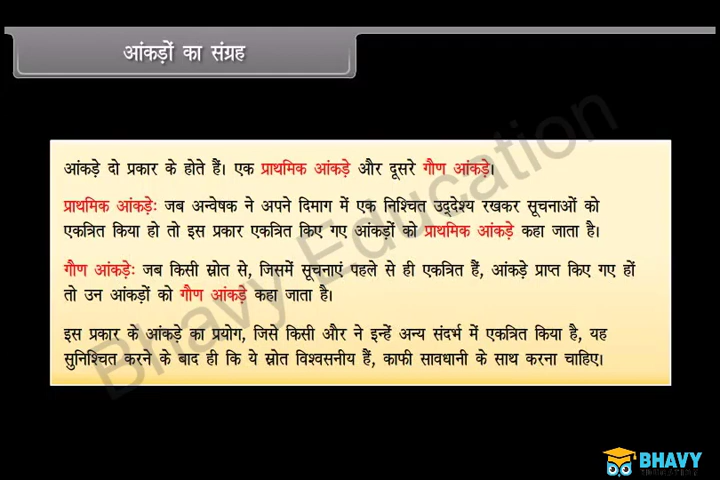 आंकड़ों का संग्रह
आंकड़े दो प्रकार के होते हैं। एक प्राथमिक आंकड़े और दूसरे गौण आंकड़े।
प्राथमिक आंकड़ेः जब अन्वेषक ने अपने दिमाग में एक निश्चित उद्देश्य रखकर सूचनाओं को
एकत्रित किया हो तो इस प्रकार एकत्रित किए गए आंकड़ों को प्राथमिक आंकड़े कहा जाता है।
गौण आंकड़ेः जब किसी स्रोत से, जिसमें सूचनाएं पहले से ही एकत्रित हैं, आंकड़े प्राप्त किए गए हों
तो उन आंकड़ों को गौण आंकड़े कहा जाता है।
इस प्रकार के आंकड़े का प्रयोग, जिसे किसी और ने इन्हें अन्य संदर्भ में एकत्रित किया है, यह
सुनिश्चित करने के बाद ही कि ये स्रोत विश्वसनीय हैं, काफी सावधानी के साथ करना चाहिए।
Bhavy Education
BHAVY